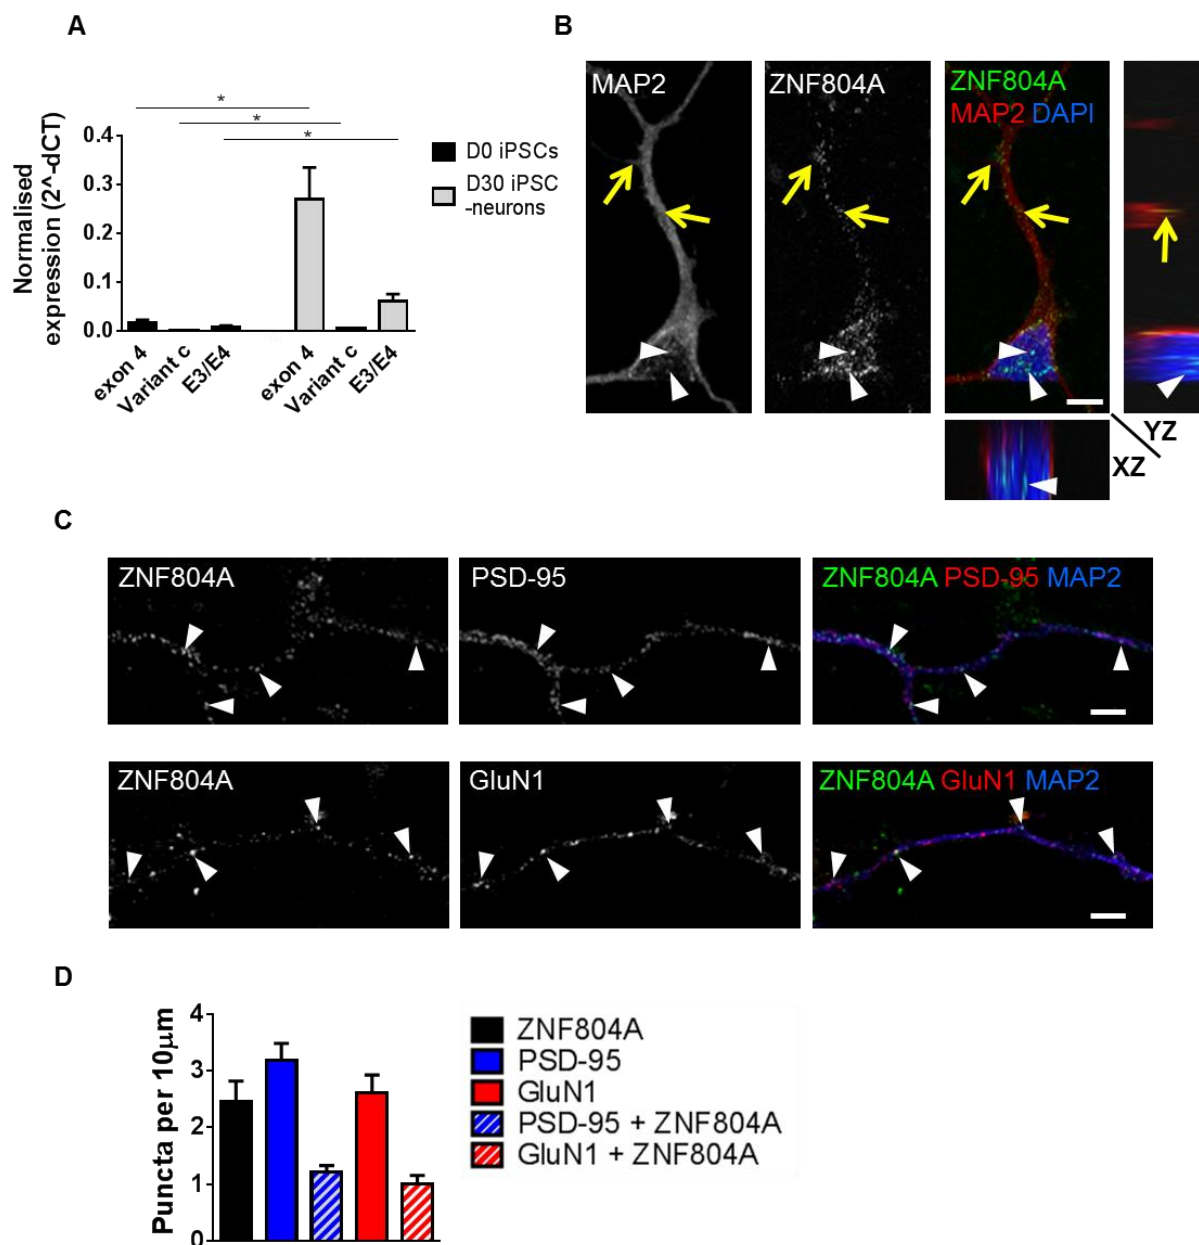 A
Normalised
expression (2^-dCT)
0.4
0.3
0.2
0.1
0.0
*
*
*
exon 4
Variant c
E3/E4
exon 4
Variant c
E3/E4
D0 iPSCs
D30 iPSC
-neurons
B
MAP2
ZNF804A
ZNF804A
MAP2 DAPI
YZ
XZ
C
ZNF804A
PSD-95
ZNF804A PSD-95 MAP2
ZNF804A
GluN1
ZNF804A GluN1 MAP2
D
Puncta per 10µm
4
3
2
1
0
ZNF804A
PSD-95
GluN1
PSD-95 + ZNF804A
GluN1 + ZNF804A